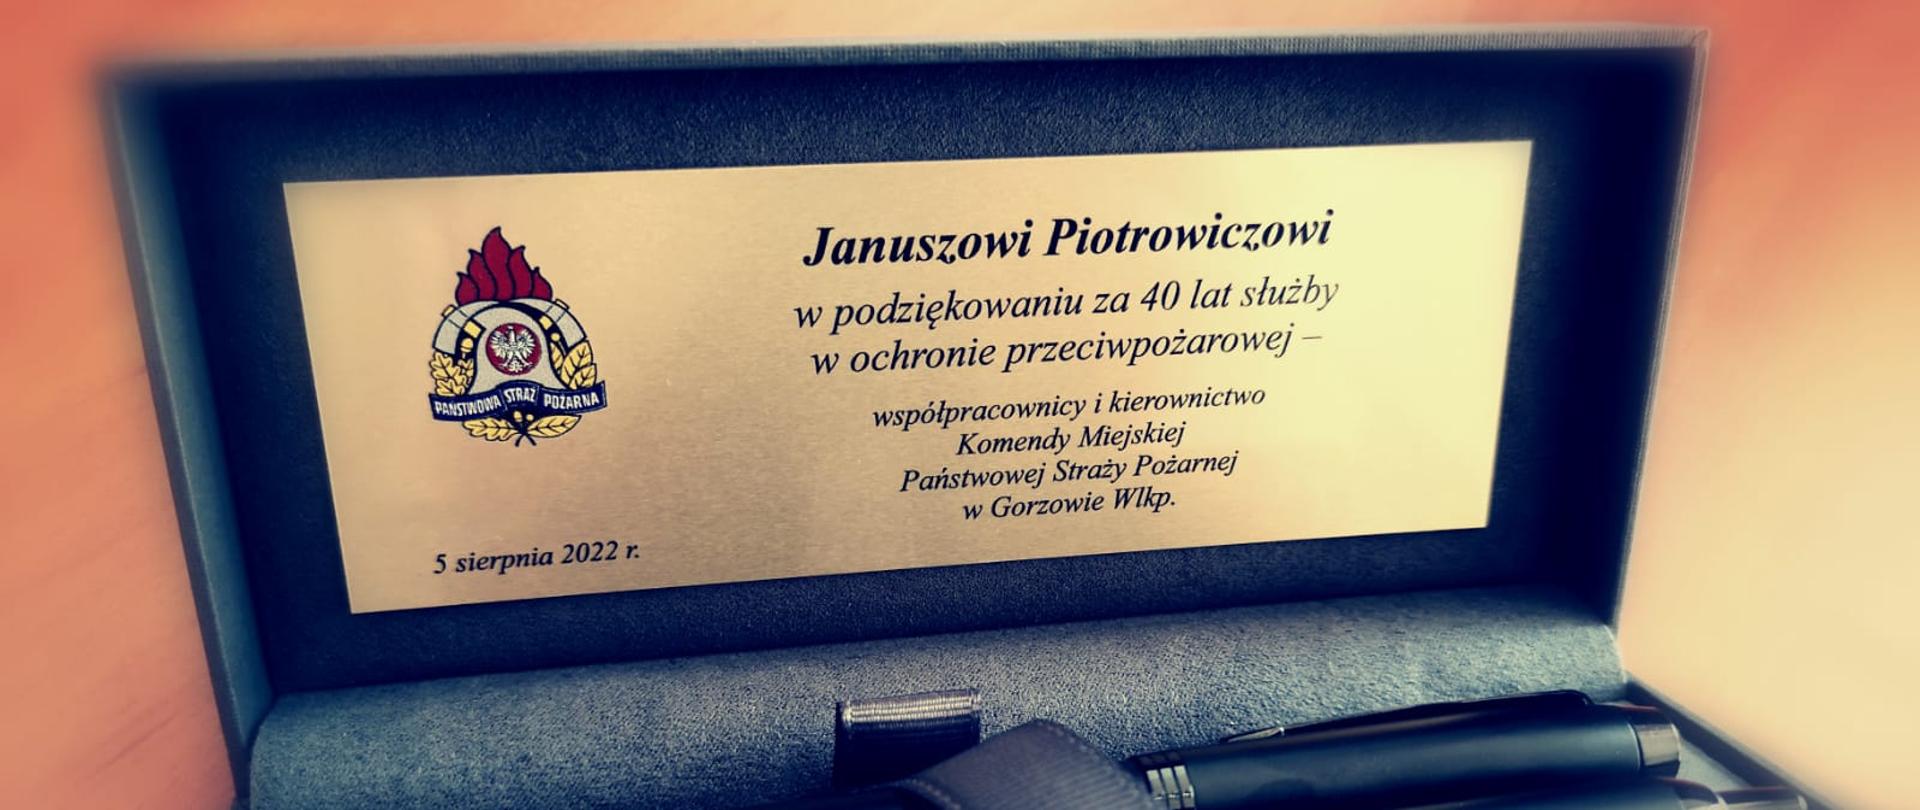 Januszowi Piotrowiczowi
w podziękowaniu za 40 lat służby
w ochronie przeciwpożarowej –
współpracownicy i kierownictwo
Komendy Miejskiej
Państwowej Straży Pożarnej
w Gorzowie Wlkp.
PAŃSTWOWA STRAŻ POŻARNA
5 sierpnia 2022 r.